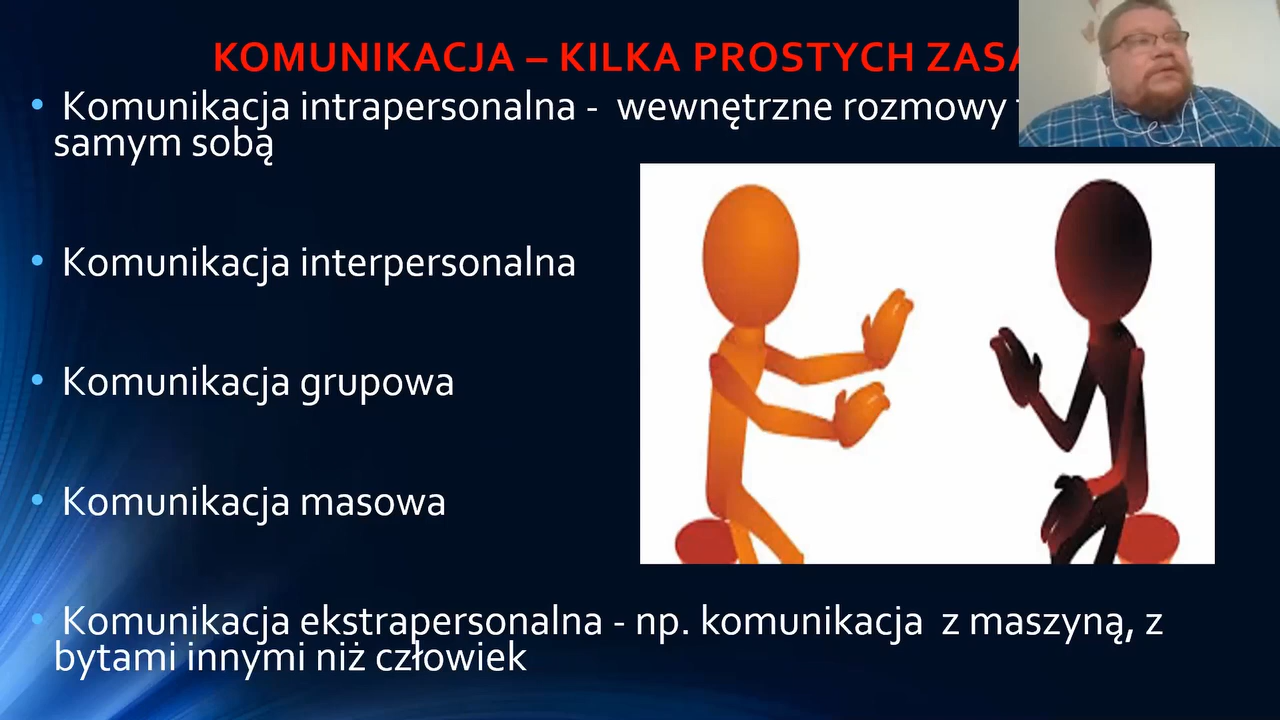 KOMUNIKACJA – KILKA PROSTYCH
• Komunikacja intrapersonalna - wewnętrzne rozmowy
samym sobą
• Komunikacja interpersonalna
• Komunikacja grupowa
• Komunikacja masowa
• Komunikacja ekstrapersonalna - np. komunikacja z maszyną, z
bytami innymi niż człowiek